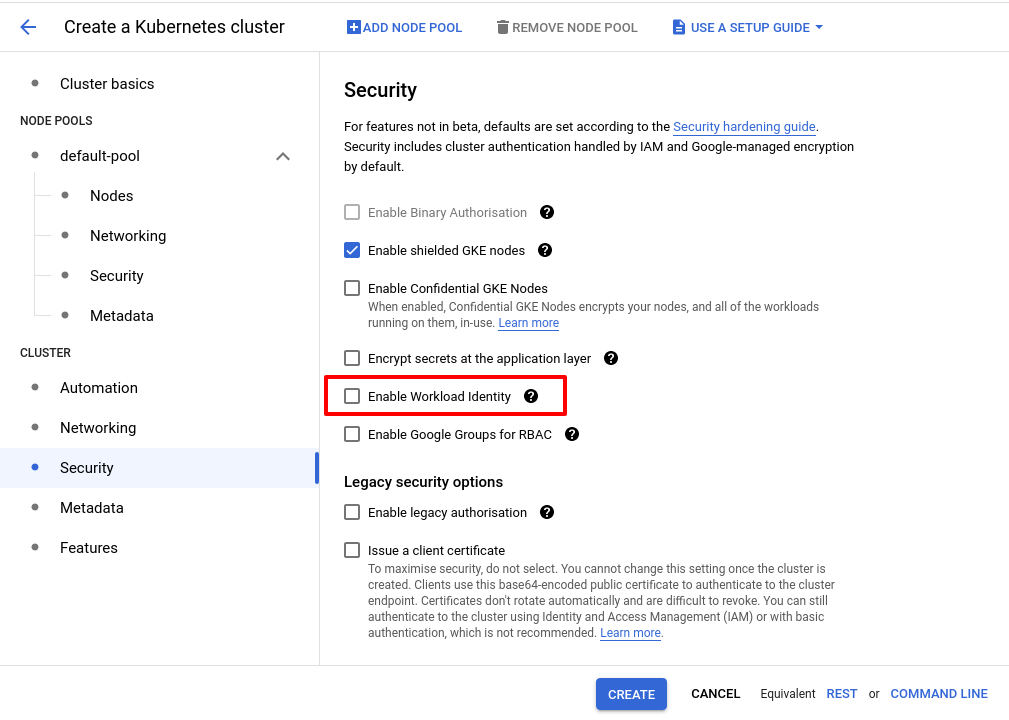 Create a Kubernetes cluster
ADD NODE POOL
REMOVE NODE POOL
USE A SETUP GUIDE
Cluster basics
NODE POOLS
default-pool
Nodes
Networking
Security
Metadata
CLUSTER
Automation
Networking
Security
Metadata
Features
Security
For features not in beta, defaults are set according to the Security hardening guide.
Security includes cluster authentication handled by IAM and Google-managed encryption
by default.
Enable Binary Authorisation
Enable shielded GKE nodes
Enable Confidential GKE Nodes
When enabled, Confidential GKE Nodes encrypts your nodes, and all of the workloads
running on them, in-use. Learn more
Encrypt secrets at the application layer
Enable Workload Identity
Enable Google Groups for RBAC
Legacy security options
Enable legacy authorisation
Issue a client certificate
To maximise security, do not select. You cannot change this setting once the cluster is
created. Clients use this base64-encoded public certificate to authenticate to the cluster
endpoint. Certificates don't rotate automatically and are difficult to revoke. You can still
authenticate to the cluster using Identity and Access Management (IAM) or with basic
authentication, which is not recommended. Learn more.
CREATE
CANCEL
Equivalent REST or COMMAND LINE